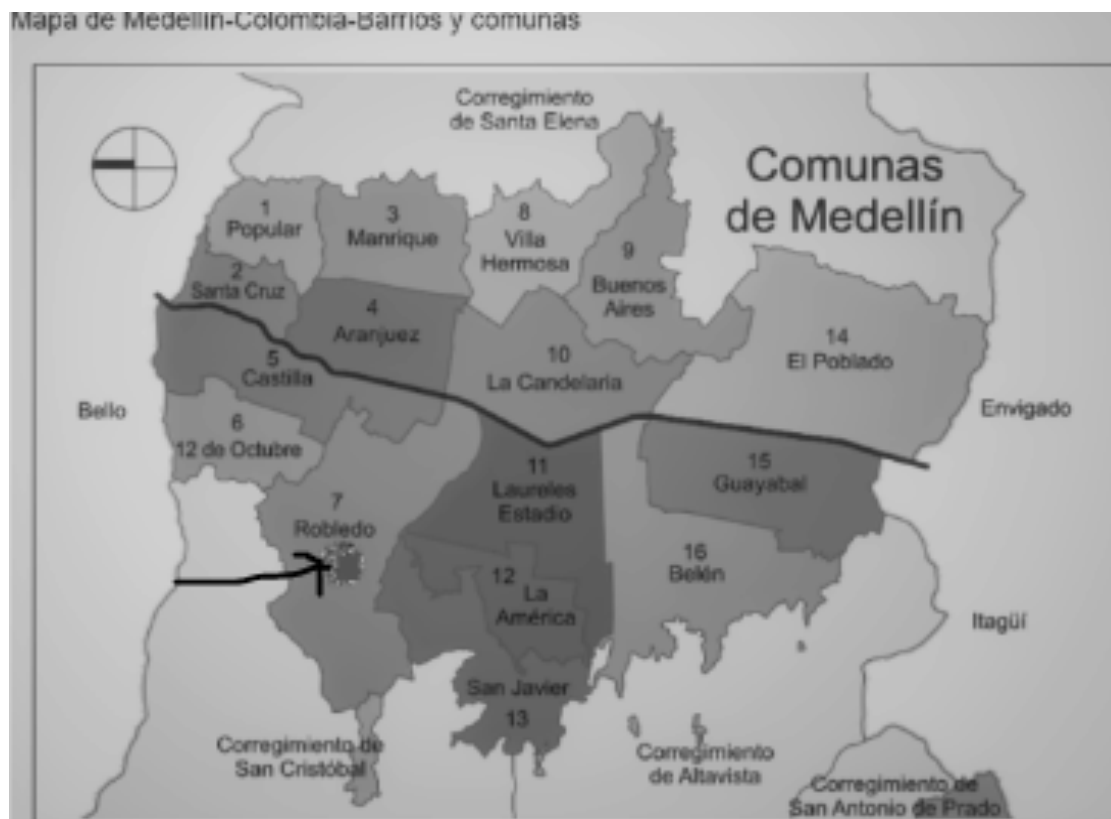 Mapa de Medellín-Colombia-Barrios y comunas
Corregimiento
de Santa Elena
Comunas
de Medellín
1
Popular
3
Manrique
8
Villa
Hermosa
9
Buenos
Aires
2
Santa Cruz
4
Aranjuez
14
El Poblado
10
La Candelaria
5
Castilla
Bello
Envigado
6
12 de Octubre
11
Laureles
Estadio
15
Guayabal
7
Robledo
16
Belén
12
La
América
Itagüí
San Javier
13
Corregimiento de
San Cristóbal
Corregimiento
de Altavista
Corregimiento de
San Antonio de Prado